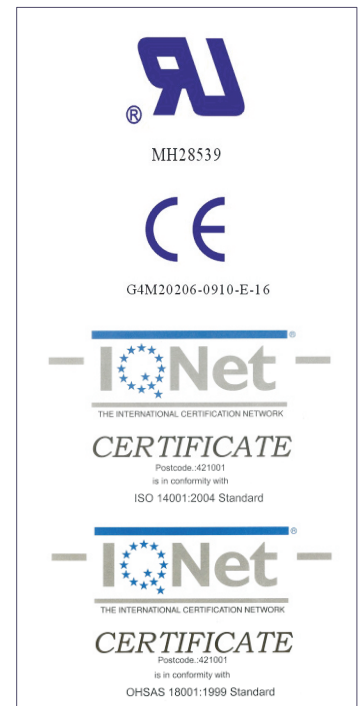 ®
MH28539
CE
G4M20206-0910-E-16
®
IQNet
THE INTERNATIONAL CERTIFICATION NETWORK
CERTIFICATE
Postcode.:421001
is in conformity with
ISO 14001:2004 Standard
®
IQNet
THE INTERNATIONAL CERTIFICATION NETWORK
CERTIFICATE
Postcode.:421001
is in conformity with
OHSAS 18001:1999 Standard